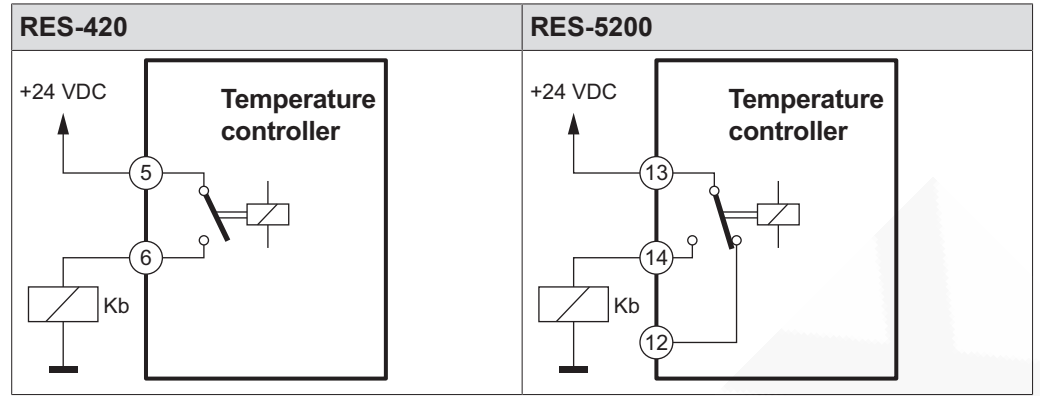 RES-420
RES-5200
+24 VDC
Temperature
controller
5
6
Kb
+24 VDC
Temperature
controller
13
14
Kb
12